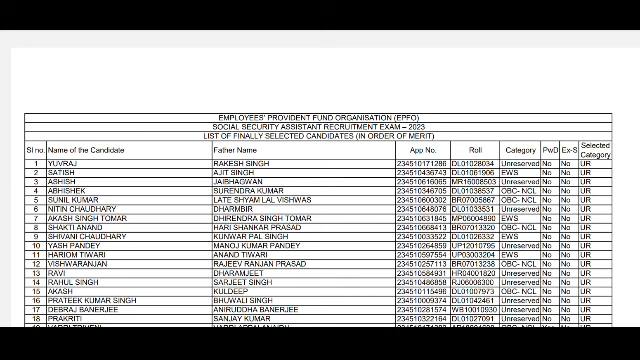 EMPLOYEES' PROVIDENT FUND ORGANISATION (EPFO)
SOCIAL SECURITY ASSISTANT RECRUITMENT EXAM – 2023
LIST OF FINALLY SELECTED CANDIDATES (IN ORDER OF MERIT)
Sl no. Name of the Candidate Father Name App No. Roll Category PwD Ex-S Selected Category
1 YUVRAJ RAKESH SINGH 234510171286 DL01028034 Unreserved No No UR
2 SATISH AJIT SINGH 234510436743 DL01061906 EWS No No UR
3 ASHISH JAIBHAGWAN 234510616065 MR16008503 Unreserved No No UR
4 ABHISHEK SURENDRA KUMAR 234510346705 DL01038537 OBC- NCL No No UR
5 SUNIL KUMAR LATE SHYAM LAL VISHWAS 234510600302 BR07005867 OBC- NCL No No UR
6 NITIN CHAUDHARY DHARMBIR 234510648076 DL01033531 Unreserved No No UR
7 AKASH SINGH TOMAR DHIRENDRA SINGH TOMAR 234510631845 MP06004890 EWS No No UR
8 SHAKTI ANAND HARI SHANKAR PRASAD 234510668413 BR07013320 OBC- NCL No No UR
9 SHIVANI CHAUDHARY KUNWAR PAL SINGH 234510033522 DL01026332 EWS No No UR
10 YASH PANDEY MANOJ KUMAR PANDEY 234510264859 UP12010795 Unreserved No No UR
11 HARIOM TIWARI ANAND TIWARI 234510597554 UP03003204 EWS No No UR
12 VISHWARANJAN RAJEEV RANJAN PRASAD 234510257113 BR07013238 OBC- NCL No No UR
13 RAVI DHARAMJEET 234510584931 HR04001820 Unreserved No No UR
14 RAHUL SINGH SARJEET SINGH 234510486858 RJ06006300 Unreserved No No UR
15 AKASH KULDEEP 234510115496 DL01007973 OBC- NCL No No UR
16 PRATEEK KUMAR SINGH BHUWALI SINGH 234510009374 DL01042461 Unreserved No No UR
17 DEBRAJ BANERJEE ANIRUDDHA BANERJEE 234510281574 WB10010930 Unreserved No No UR
18 PRAKRITI SANJAY KUMAR 234510322164 DL01027091 Unreserved No No UR